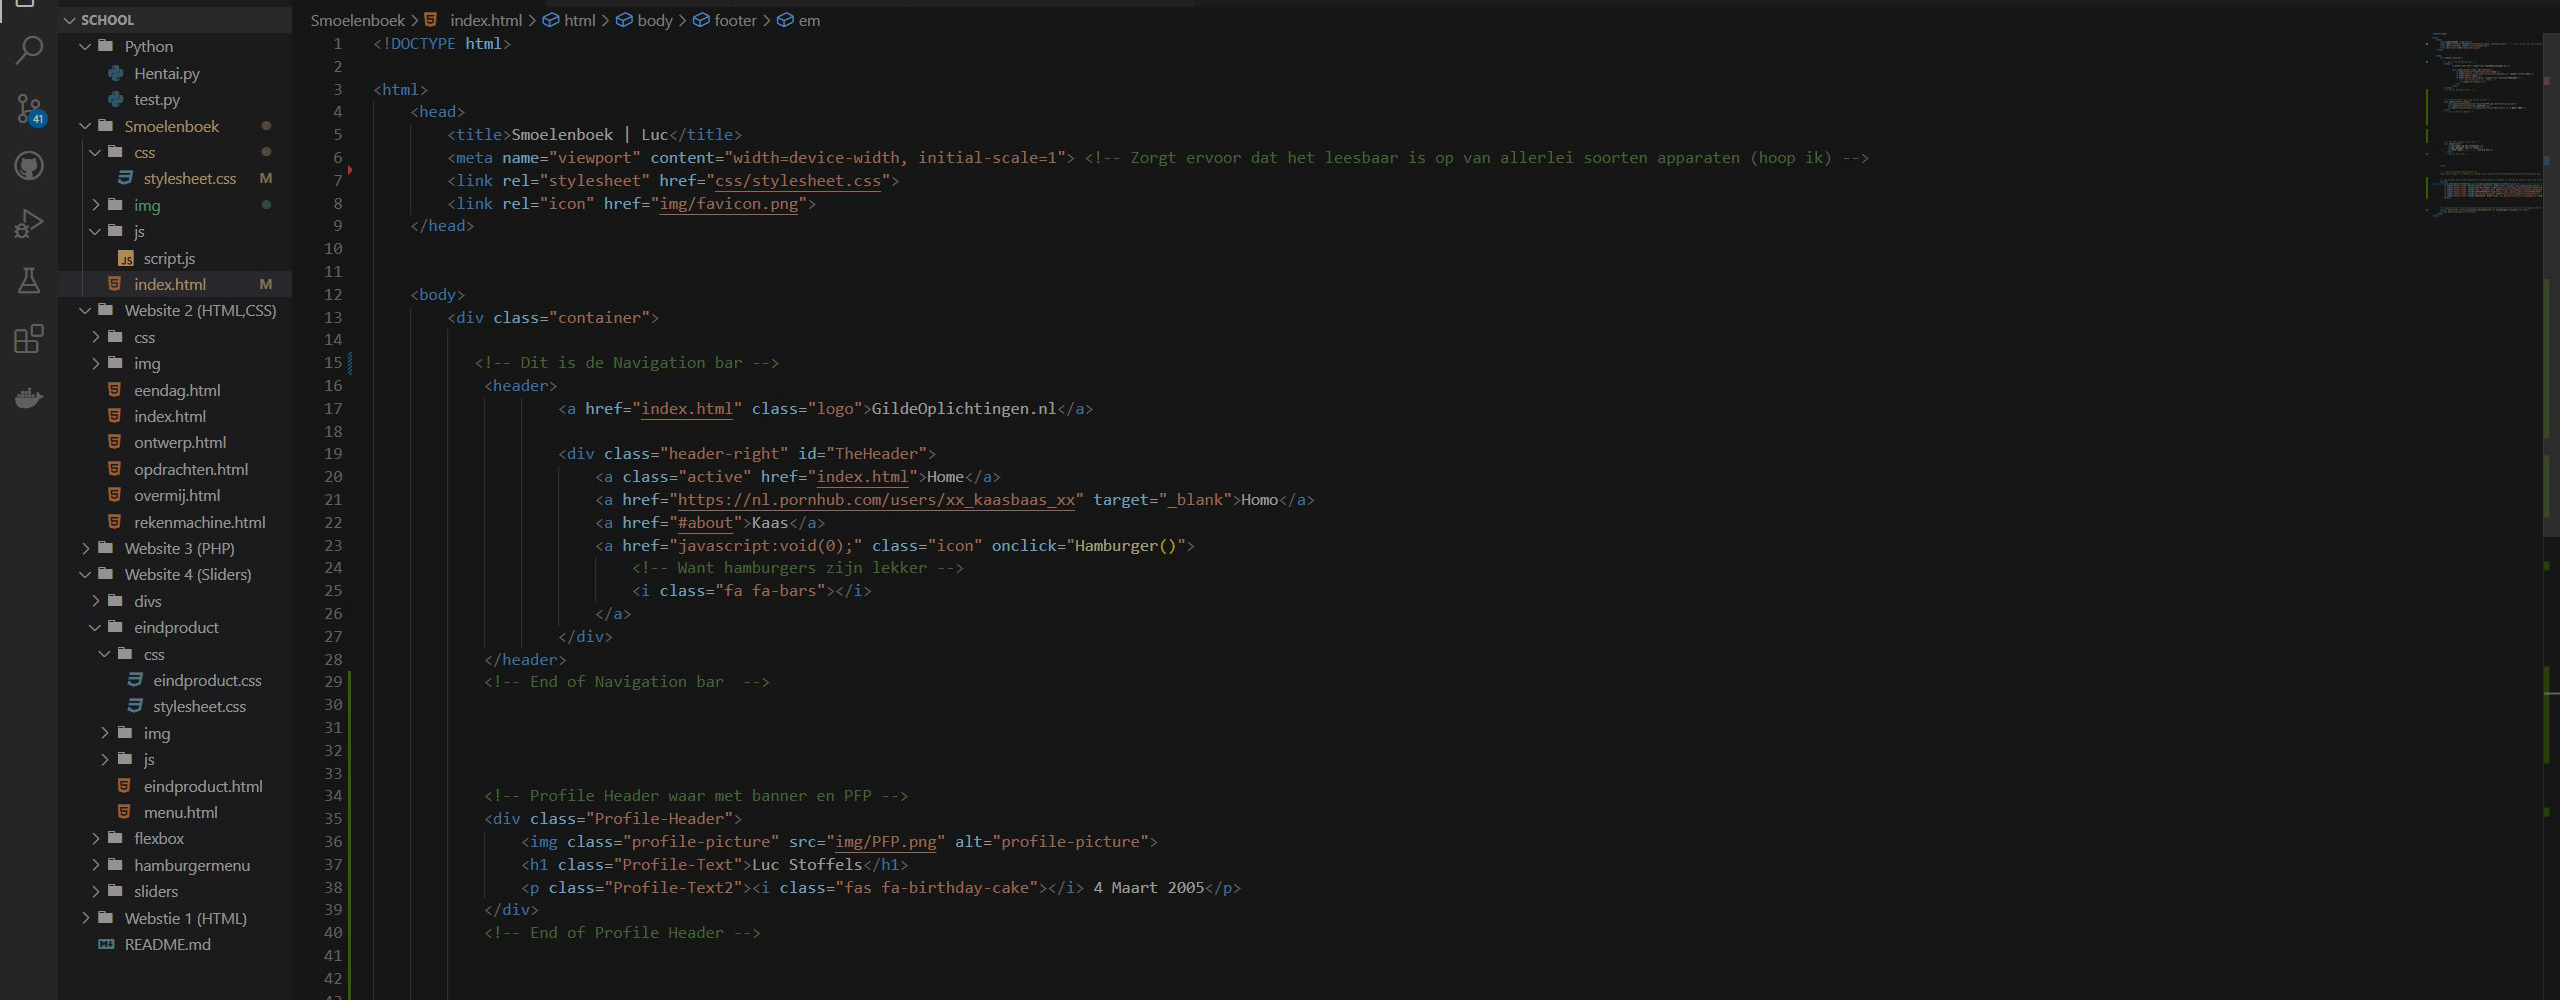 SCHOOL
Python
Hentai.py
test.py
Smoelenboek
css
stylesheet.css M
img
js
script.js
index.html M
Website 2 (HTML,CSS)
css
img
eendag.html
index.html
ontwerp.html
opdrachten.html
overmij.html
rekenmachine.html
Website 3 (PHP)
Website 4 (Sliders)
divs
eindproduct
css
eindproduct.css
stylesheet.css
img
js
eindproduct.html
menu.html
flexbox
hamburgermenu
sliders
Webstie 1 (HTML)
README.md
41
Smoelenboek > index.html > html > body > footer > em
1 <!DOCTYPE html>
2
3 <html>
4 <head>
5 <title>Smoelenboek | Luc</title>
6 <meta name="viewport" content="width=device-width, initial-scale=1"> <!-- Zorgt ervoor dat het leesbaar is op van allerlei soorten apparaten (hoop ik) -->
7 <link rel="stylesheet" href="css/stylesheet.css">
8 <link rel="icon" href="img/favicon.png">
9 </head>
10
11
12 <body>
13 <div class="container">
14
15 <!-- Dit is de Navigation bar -->
16 <header>
17 <a href="index.html" class="logo">GildeOplichtingen.nl</a>
18
19 <div class="header-right" id="TheHeader">
20 <a class="active" href="index.html">Home</a>
21 <a href="https://nl.pornhub.com/users/xx_kaasbaas_xx" target="_blank">Homo</a>
22 <a href="#about">Kaas</a>
23 <a href="javascript:void(0);" class="icon" onclick="Hamburger()">
24 <!-- Want hamburgers zijn lekker -->
25 <i class="fa fa-bars"></i>
26 </a>
27 </div>
28 </header>
29 <!-- End of Navigation bar  -->
30
31
32
33
34 <!-- Profile Header waar met banner en PFP -->
35 <div class="Profile-Header">
36 <img class="profile-picture" src="img/PFP.png" alt="profile-picture">
37 <h1 class="Profile-Text">Luc Stoffels</h1>
38 <p class="Profile-Text2"><i class="fas fa-birthday-cake"></i> 4 Maart 2005</p>
39 </div>
40 <!-- End of Profile Header -->
41
42